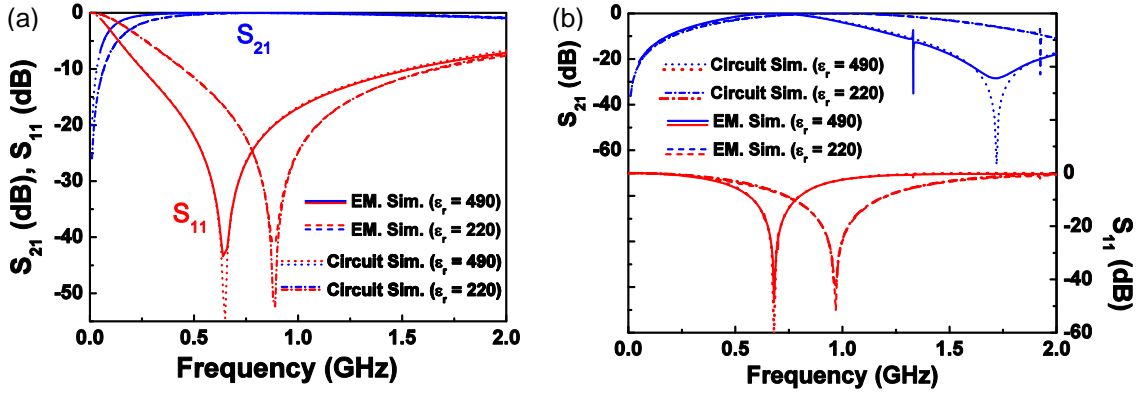 (a)
S₂₁ (dB), S₁₁ (dB)
0
-10
-20
-30
-40
-50
S₂₁
S₁₁
EM. Sim. (εᵣ = 490)
EM. Sim. (εᵣ = 220)
Circuit Sim. (εᵣ = 490)
Circuit Sim. (εᵣ = 220)
0.0 0.5 1.0 1.5 2.0
Frequency (GHz)
(b)
S₂₁ (dB)
0
-20
-40
-60
Circuit Sim. (εᵣ = 490)
Circuit Sim. (εᵣ = 220)
EM. Sim. (εᵣ = 490)
EM. Sim. (εᵣ = 220)
0
-20
-40
-60
S₁₁ (dB)
0.0 0.5 1.0 1.5 2.0
Frequency (GHz)